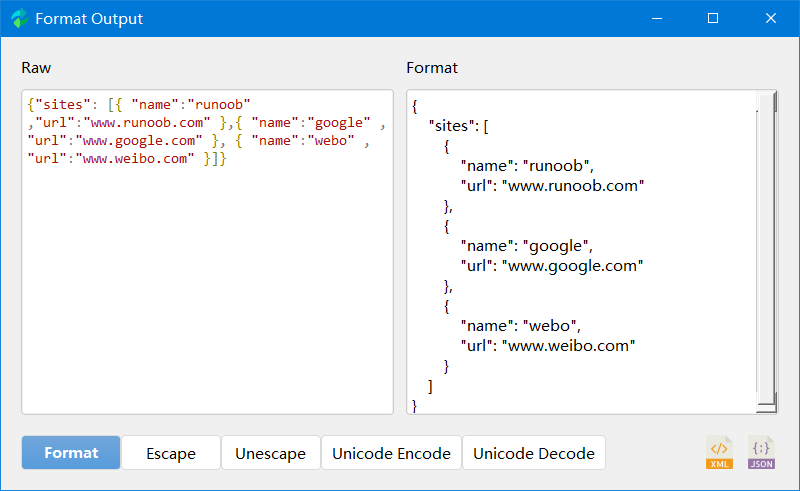 Format Output
Raw
Format
{"sites": [{ "name":"runoob"
,"url":"www.runoob.com" },{ "name":"google" ,
"url":"www.google.com" }, { "name":"webo" ,
"url":"www.weibo.com" }]}
{
"sites": [
{
"name": "runoob",
"url": "www.runoob.com"
},
{
"name": "google",
"url": "www.google.com"
},
{
"name": "webo",
"url": "www.weibo.com"
}
]
}
Format
Escape
Unescape
Unicode Encode
Unicode Decode
</> XML
{:} JSON